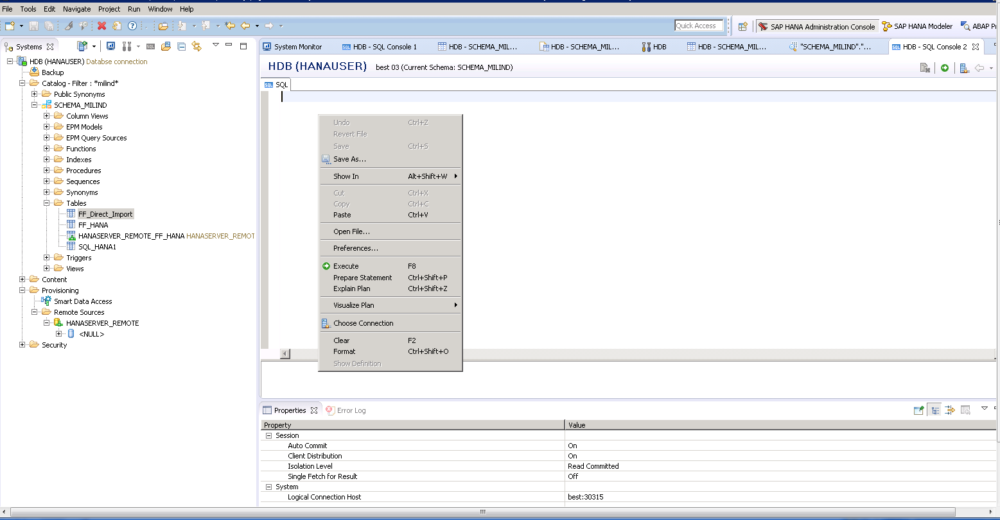 File Tools Edit Navigate Project Run Window Help
Quick Access
SAP HANA Administration Console
SAP HANA Modeler
ABAP
Systems
System Monitor
HDB - SQL Console 1
HDB - SCHEMA_MIL...
HDB - SCHEMA_MIL...
HDB
HDB - SCHEMA_MIL...
"SCHEMA_MILIND"."...
HDB - SQL Console 2
HDB (HANAUSER) Databse connection
Backup
Catalog - Filter : *milind*
Public Synonyms
SCHEMA_MILIND
Column Views
EPM Models
EPM Query Sources
Functions
Indexes
Procedures
Sequences
Synonyms
Tables
FF_Direct_Import
FF_HANA
HANASERVER_REMOTE_FF_HANA HANASERVER_REMOT
SQL_HANA1
Triggers
Views
Content
Provisioning
Smart Data Access
Remote Sources
HANASERVER_REMOTE
<NULL>
Security
HDB (HANAUSER) best 03 (Current Schema: SCHEMA_MILIND)
SQL SQL
Undo Ctrl+Z
Revert File
Save Ctrl+S
Save As...
Show In Alt+Shift+W
Cut Ctrl+X
Copy Ctrl+C
Paste Ctrl+V
Open File...
Preferences...
Execute F8
Prepare Statement Ctrl+Shift+P
Explain Plan Ctrl+Shift+Z
Visualize Plan
Choose Connection
Clear F2
Format Ctrl+Shift+O
Show Definition
Properties
Error Log
Property Value
Session
Auto Commit On
Client Distribution On
Isolation Level Read Committed
Single Fetch for Result Off
System
Logical Connection Host best:30315